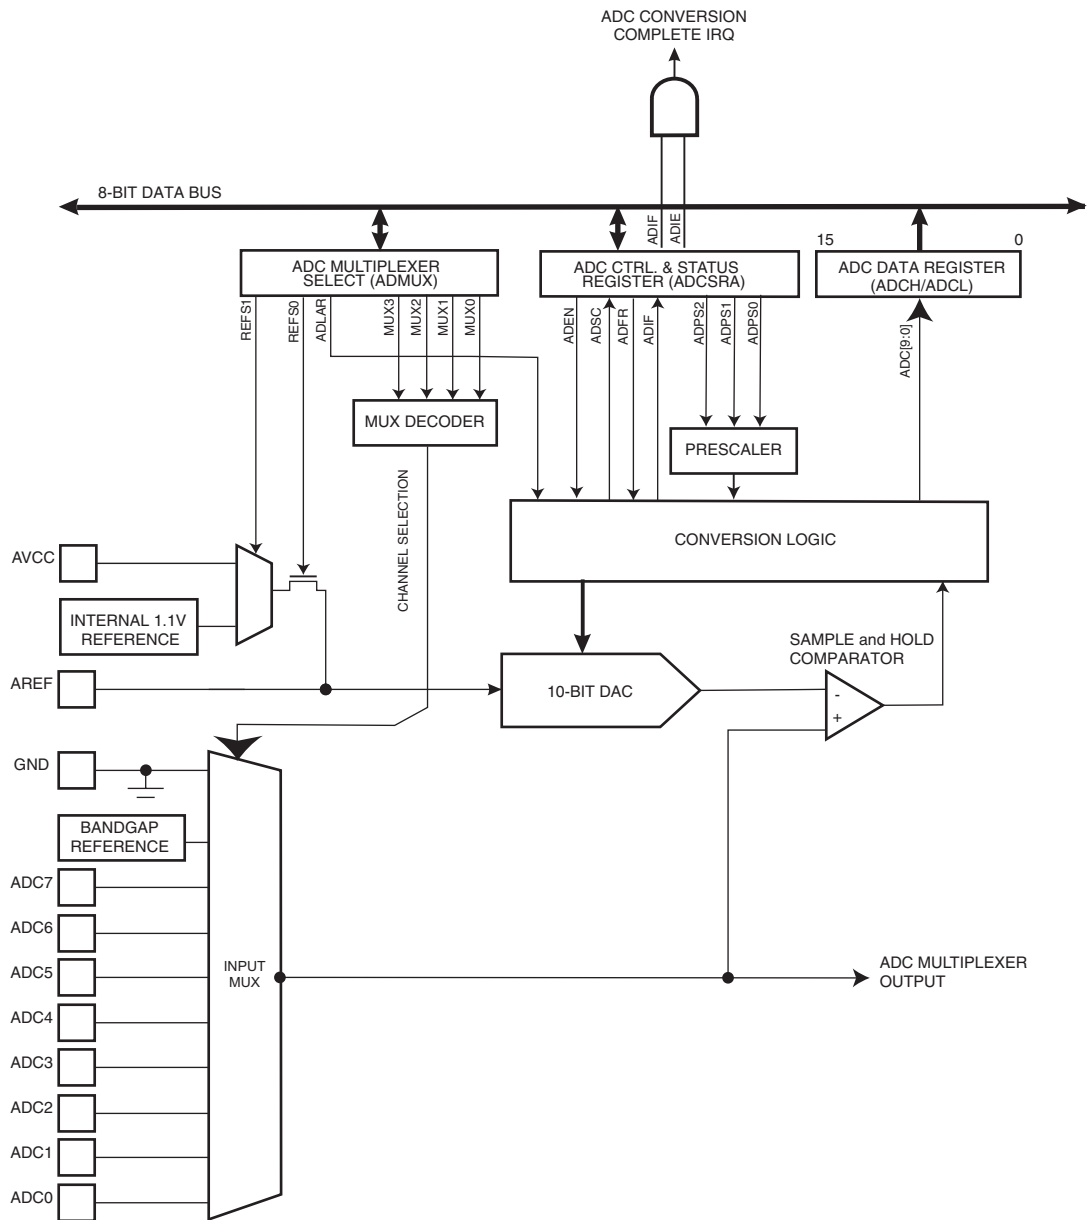 ADC CONVERSION
COMPLETE IRQ
8-BIT DATA BUS
ADIF
ADIE
15
0
ADC MULTIPLEXER
SELECT (ADMUX)
ADC CTRL. & STATUS
REGISTER (ADCSRA)
ADC DATA REGISTER
(ADCH/ADCL)
REFS1
REFS0
ADLAR
MUX3
MUX2
MUX1
MUX0
ADEN
ADSC
ADFR
ADIF
ADPS2
ADPS1
ADPS0
ADC[9:0]
MUX DECODER
PRESCALER
CHANNEL SELECTION
CONVERSION LOGIC
AVCC
INTERNAL 1.1V
REFERENCE
SAMPLE and HOLD
COMPARATOR
AREF
10-BIT DAC
-
+
GND
BANDGAP
REFERENCE
ADC7
ADC6
ADC5
INPUT
MUX
ADC MULTIPLEXER
OUTPUT
ADC4
ADC3
ADC2
ADC1
ADC0